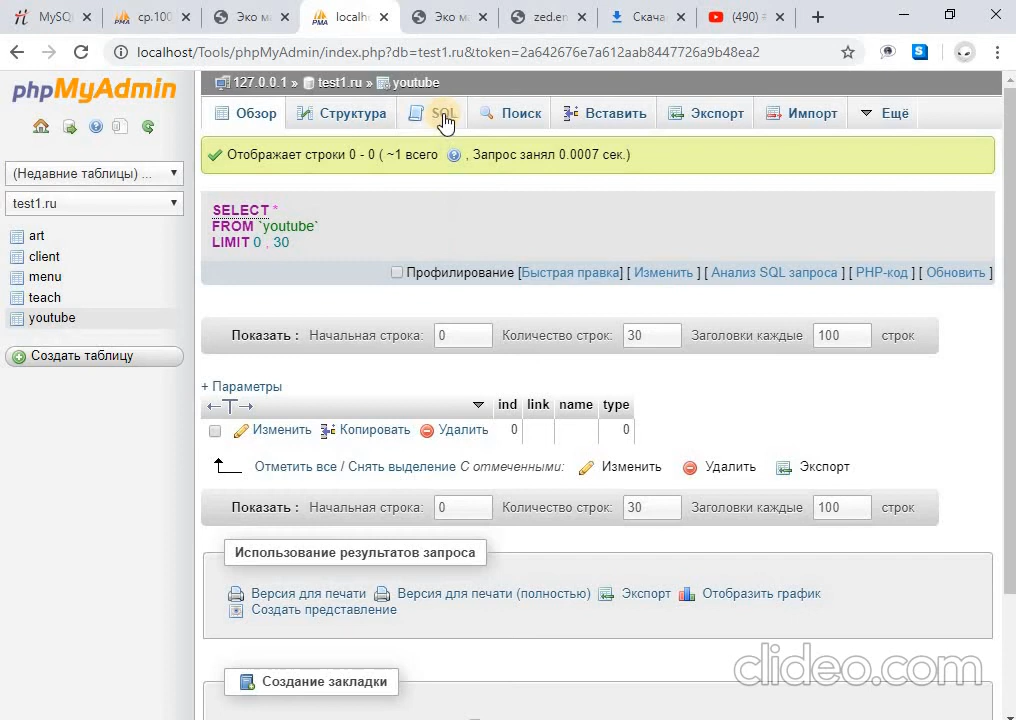 MySQ
cp.100
Эко м
localh
Эко м
zed.en
Скача
(490)
localhost/Tools/phpMyAdmin/index.php?db=test1.ru&token=2a642676e7a612aab8447726a9b48ea2
phpMyAdmin
127.0.0.1 » test1.ru » youtube
Обзор Структура SQL Поиск Вставить Экспорт Импорт Ещё
(Недавние таблицы) ...
test1.ru
art
client
menu
teach
youtube
Создать таблицу
Отображает строки 0 - 0 ( ~1 всего , Запрос занял 0.0007 сек.)
SELECT *
FROM `youtube`
LIMIT 0 , 30
Профилирование [Быстрая правка] [ Изменить ] [ Анализ SQL запроса ] [ PHP-код ] [ Обновить ]
Показать : Начальная строка: 0 Количество строк: 30 Заголовки каждые 100 строк
+ Параметры
←T→ ind link name type
Изменить Копировать Удалить 0 0
Отметить все / Снять выделение С отмеченными: Изменить Удалить Экспорт
Показать : Начальная строка: 0 Количество строк: 30 Заголовки каждые 100 строк
Использование результатов запроса
Версия для печати Версия для печати (полностью) Экспорт Отобразить график
Создать представление
Создание закладки
clideo.com